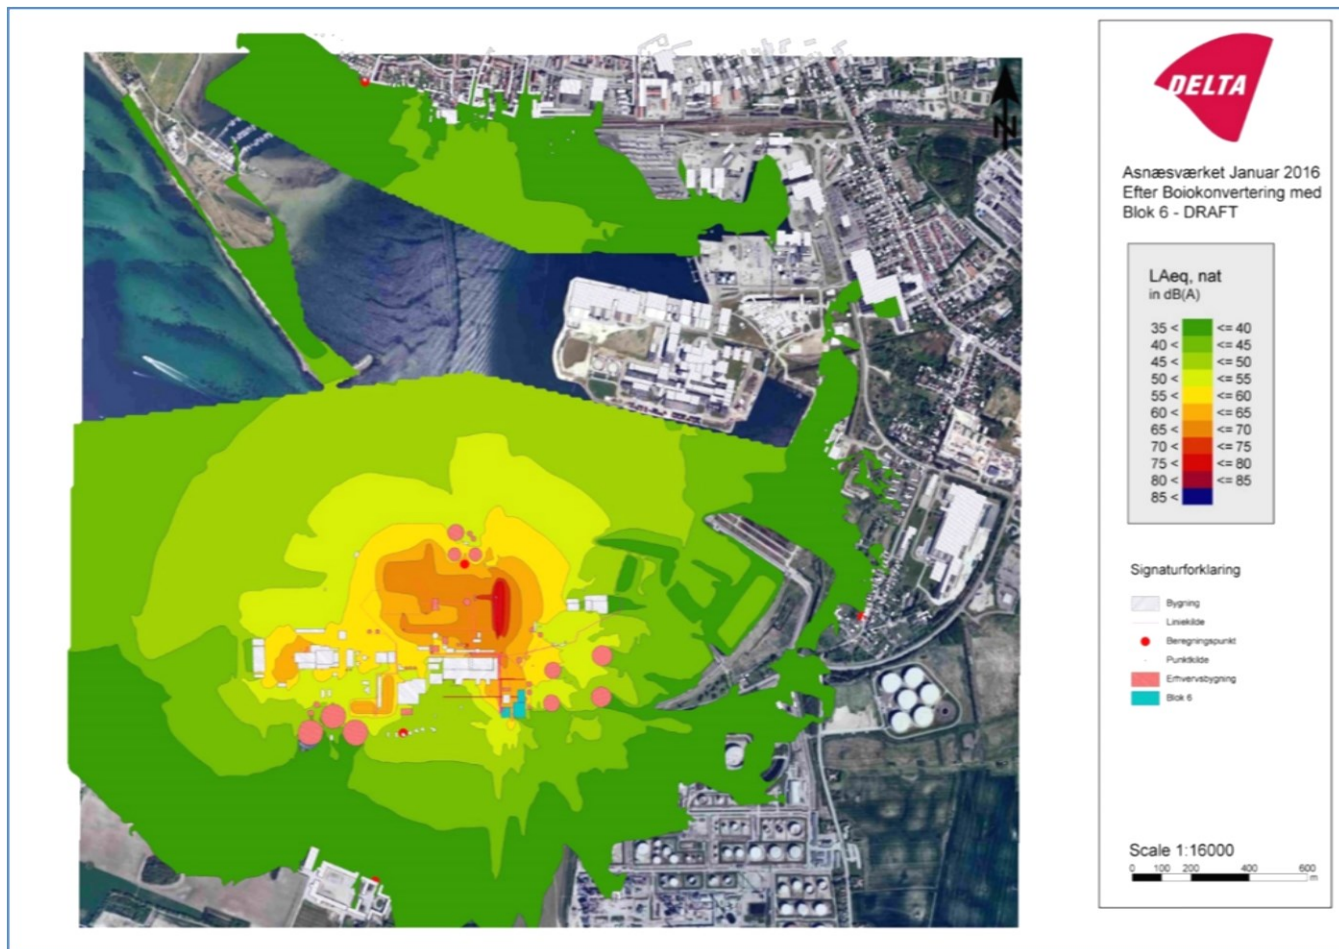 N
DELTA
Asnæsværket Januar 2016
Efter Boiokonvertering med
Blok 6 - DRAFT
LAeq, nat
in dB(A)
35 < <= 40
40 < <= 45
45 < <= 50
50 < <= 55
55 < <= 60
60 < <= 65
65 < <= 70
70 < <= 75
75 < <= 80
80 < <= 85
85 <
Signaturforklaring
Bygning
Liniekilde
Beregningspunkt
Punktkilde
Erhvervsbygning
Blok 6
Scale 1:16000
0 100 200 400 600
m